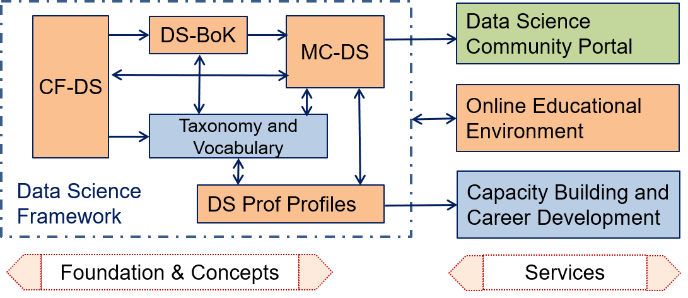 CF-DS
DS-BoK
MC-DS
Taxonomy and
Vocabulary
DS Prof Profiles
Data Science
Framework
Data Science
Community Portal
Online Educational
Environment
Capacity Building and
Career Development
Foundation & Concepts
Services